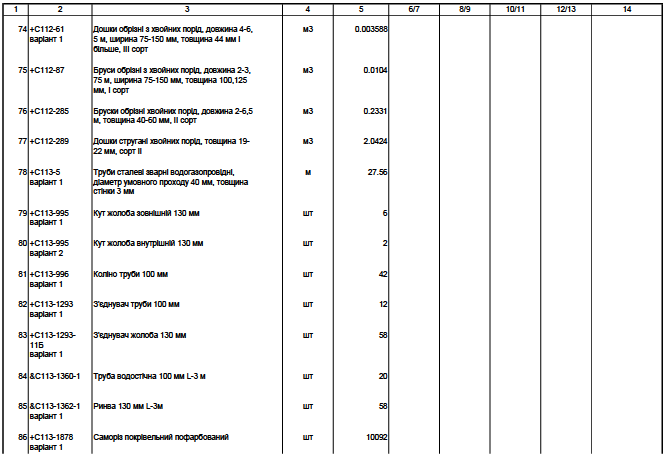 1 2 3 4 5 6/7 8/9 10/11 12/13 14
74 +С112-61 Дошки обрізні з хвойних порід, довжина 4-6, м3 0.003588
варіант 1 5 м, ширина 75-150 мм, товщина 44 мм і
більше, III сорт
75 +С112-87 Бруси обрізні з хвойних порід, довжина 2-3, м3 0.0104
75 м, ширина 75-150 мм, товщина 100,125
мм, I сорт
76 +С112-285 Бруски обрізні хвойних порід, довжина 2-6,5 м3 0.2331
м, товщина 40-60 мм, II сорт
77 +С112-289 Дошки стругані хвойних порід, товщина 19- м3 2.0424
22 мм, сорт II
78 +С113-5 Труби сталеві зварні водогазопровідні, м 27.56
варіант 1 діаметр умовного проходу 40 мм, товщина
стінки 3 мм
79 +С113-995 Кут жолоба зовнішній 130 мм шт 6
варіант 1
80 +С113-995 Кут жолоба внутрішній 130 мм шт 2
варіант 2
81 +С113-996 Коліно труби 100 мм шт 42
варіант 1
82 +С113-1293 З'єднувач труби 100 мм шт 12
варіант 1
83 +С113-1293- З'єднувач жолоба 130 мм шт 58
11Б
варіант 1
84 &С113-1360-1 Труба водостічна 100 мм L-3 м шт 20
85 &С113-1362-1 Ринва 130 мм L-3м шт 58
варіант 1
86 +С113-1878 Саморіз покрівельний пофарбований шт 10092
варіант 1